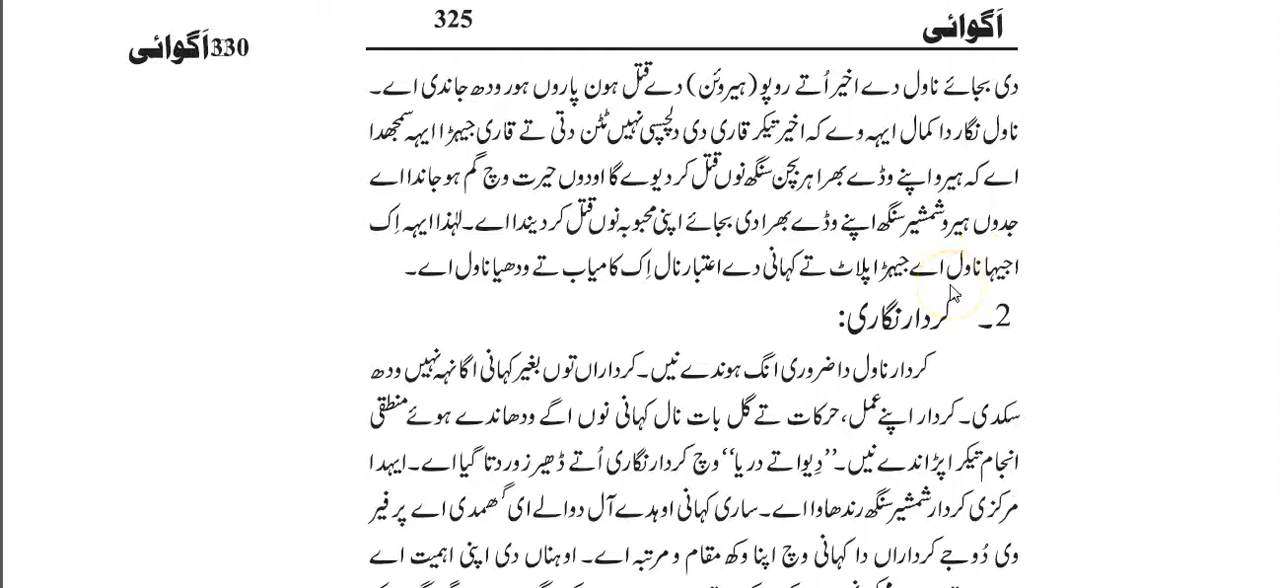 اَگوائی
325
330اَگوائی
دی بجائے ناول دے اخیر اُتے روپو (ہیروئن) دے قتل ہون پاروں ہور ودھ جاندی اے۔
ناول نگار دا کمال ایہہ وے کہ اخیر تیکر قاری دی دلچسپی نہیں ٹٹن دتی تے قاری جیہڑا ایہہ سمجھدا
اے کہ ہیرو اپنے وڈے بھرا ہربچن سنگھ نوں قتل کر دیوے گا اودوں حیرت وچ گم ہو جاندا اے
جدوں ہیرو شمشیر سنگھ اپنے وڈے بھرا دی بجائے اپنی محبوبہ نوں قتل کر دیندا اے۔ لہٰذا ایہہ اِک
اجیہا ناول اے جیہڑا پلاٹ تے کہانی دے اعتبار نال اِک کامیاب تے ودھیا ناول اے۔
2۔ کردار نگاری:
کردار ناول دا ضروری انگ ہوندے نیں۔ کرداراں توں بغیر کہانی اگا نہہ نہیں ودھ
سکدی۔ کردار اپنے عمل، حرکات تے گل بات نال کہانی نوں اگے ودھاندے ہوئے منطقی
انجام تیکر اپڑاندے نیں۔ ”دِیوا تے دریا“ وچ کردار نگاری اُتے ڈھیر زور دتا گیا اے۔ ایہدا
مرکزی کردار شمشیر سنگھ رندھاوا اے۔ ساری کہانی اوہدے آل دوالے ای گھمدی اے پر فیر
وی دُوجے کرداراں دا کہانی وچ اپنا وکھ مقام و مرتبہ اے۔ اوہناں دی اپنی اہمیت اے